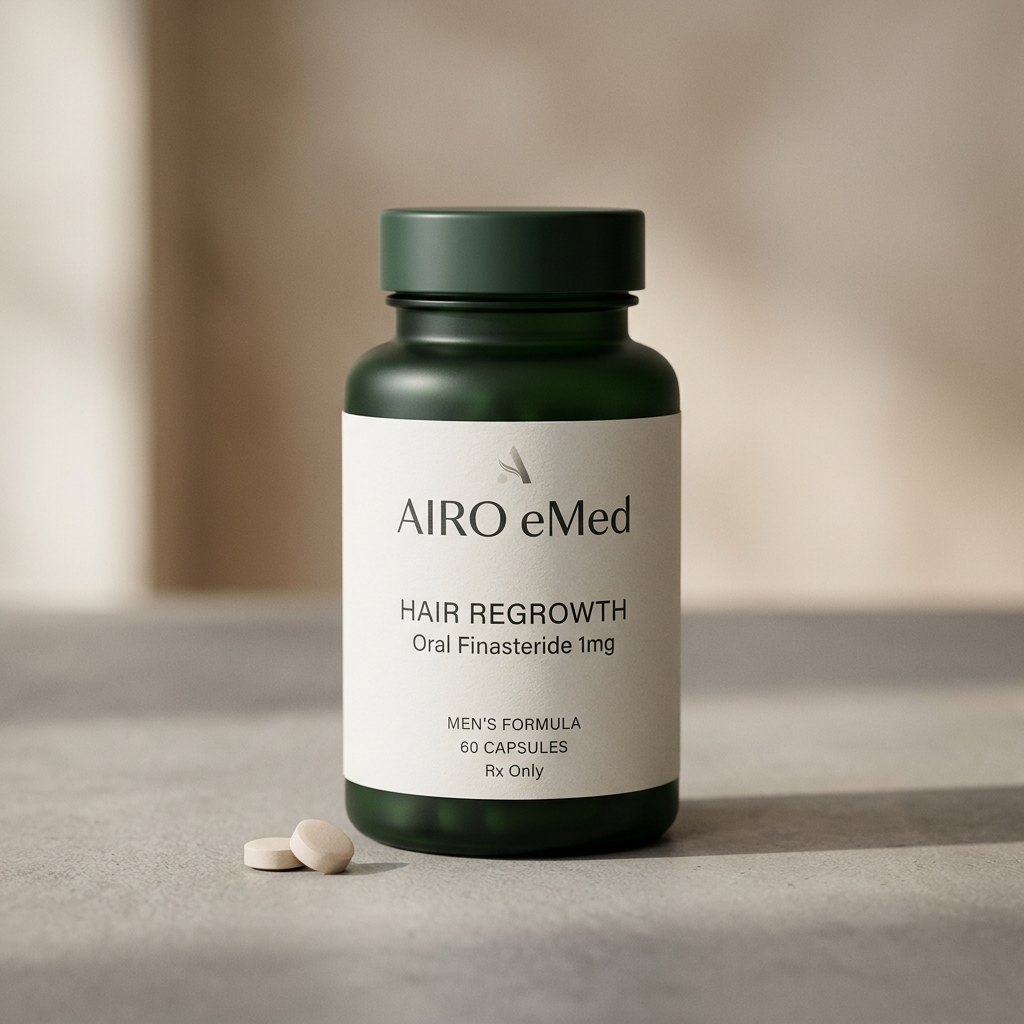 AIRO eMed
HAIR REGROWTH
Oral Finasteride 1mg
MEN'S FORMULA
60 CAPSULES
Rx Only